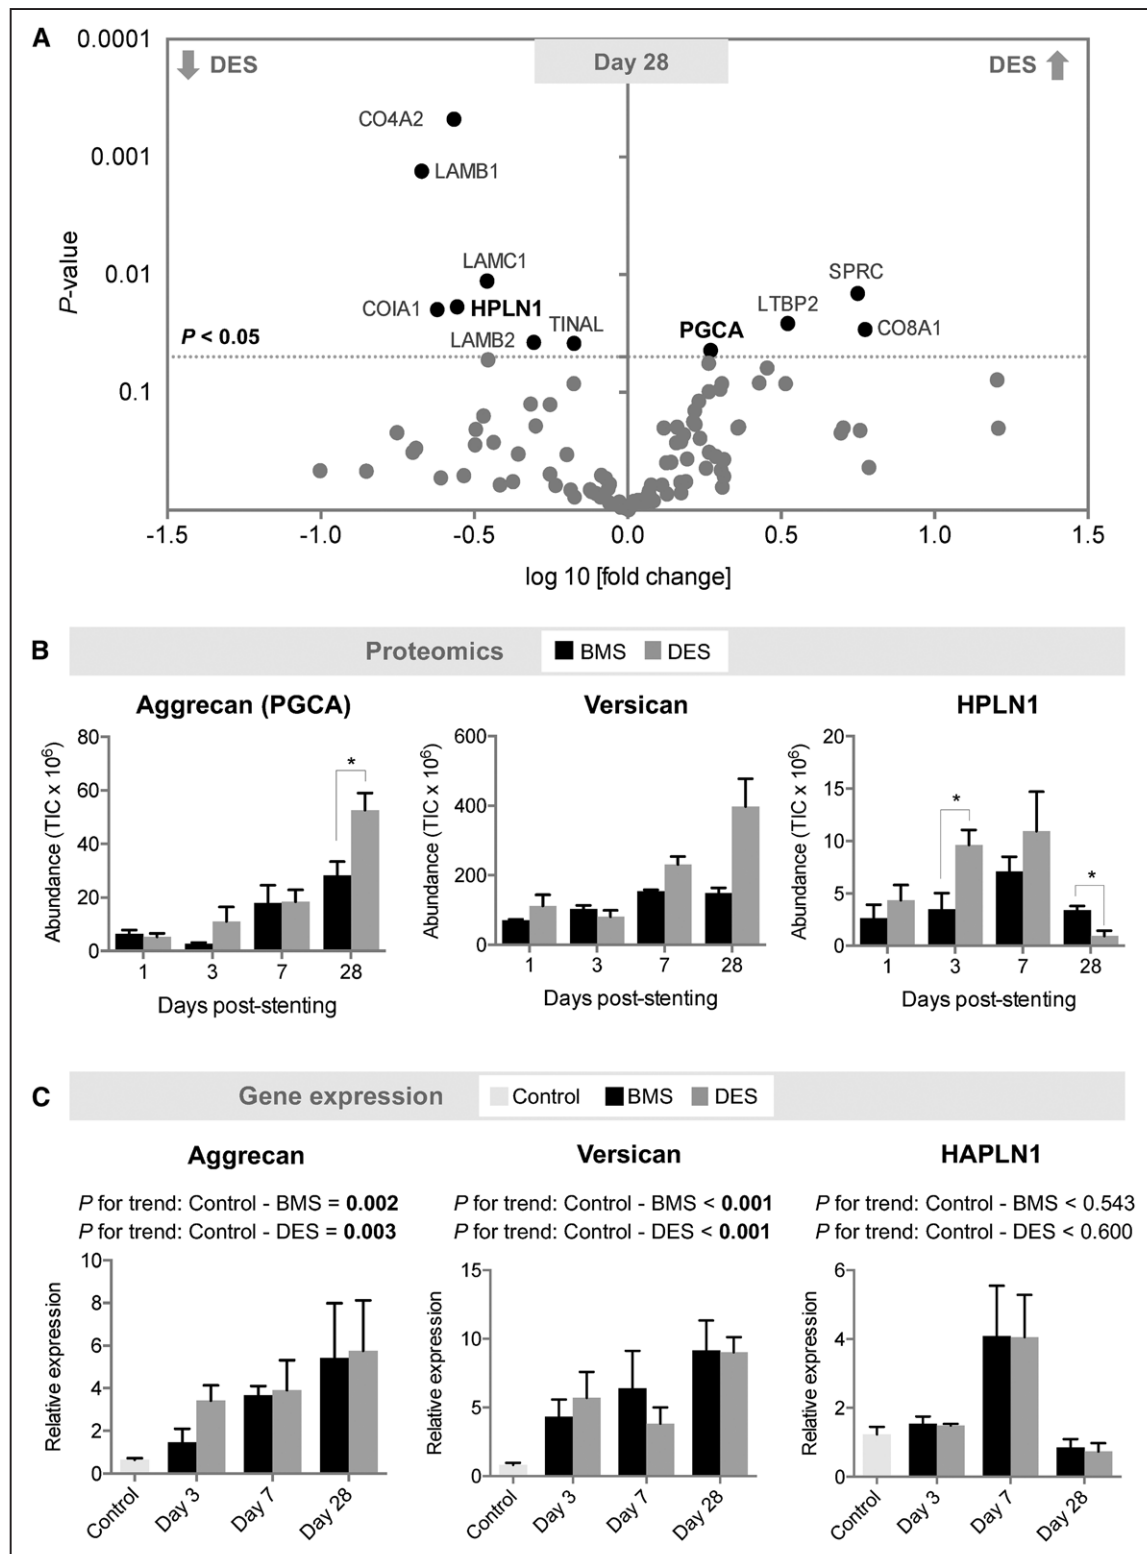 A
0.0001
DES
Day 28
DES
CO4A2
0.001
LAMB1
P-value
LAMC1
0.01
SPRC
COIA1
HPLN1
LTBP2
P < 0.05
LAMB2
TINAL
PGCA
CO8A1
0.1
-1.5
-1.0
-0.5
0.0
0.5
1.0
1.5
log 10 [fold change]
B
Proteomics
BMS
DES
Aggrecan (PGCA)
Abundance (TIC x 10⁶)
80
60
40
20
0
*
1
3
7
28
Days post-stenting
Versican
Abundance (TIC x 10⁶)
600
400
200
0
1
3
7
28
Days post-stenting
HPLN1
Abundance (TIC x 10⁶)
20
15
10
5
0
*
*
1
3
7
28
Days post-stenting
C
Gene expression
Control
BMS
DES
Aggrecan
P for trend: Control - BMS = 0.002
P for trend: Control - DES = 0.003
Relative expression
10
8
6
4
2
0
Control
Day 3
Day 7
Day 28
Versican
P for trend: Control - BMS < 0.001
P for trend: Control - DES < 0.001
Relative expression
15
10
5
0
Control
Day 3
Day 7
Day 28
HAPLN1
P for trend: Control - BMS < 0.543
P for trend: Control - DES < 0.600
Relative expression
6
4
2
0
Control
Day 3
Day 7
Day 28